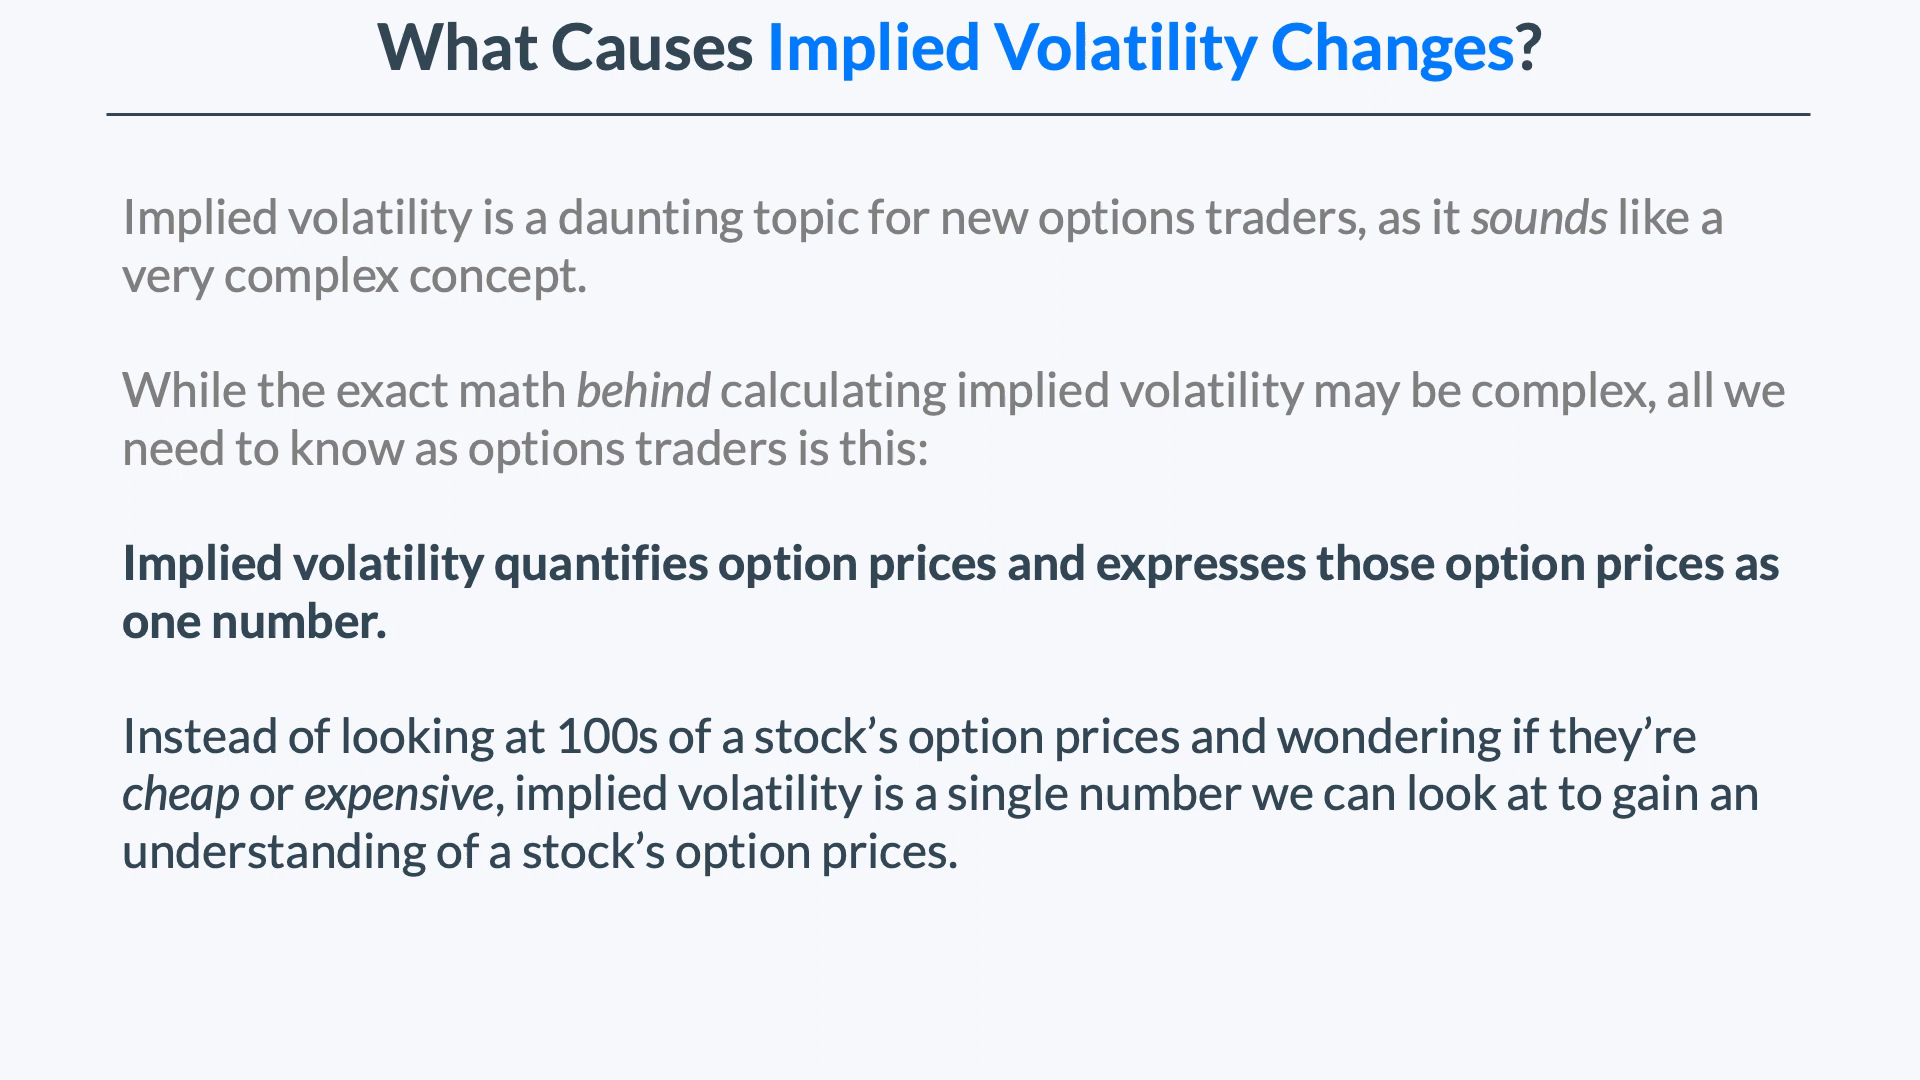 What Causes Implied Volatility Changes?
Implied volatility is a daunting topic for new options traders, as it sounds like a
very complex concept.
While the exact math behind calculating implied volatility may be complex, all we
need to know as options traders is this:
Implied volatility quantifies option prices and expresses those option prices as
one number.
Instead of looking at 100s of a stock’s option prices and wondering if they’re
cheap or expensive, implied volatility is a single number we can look at to gain an
understanding of a stock’s option prices.